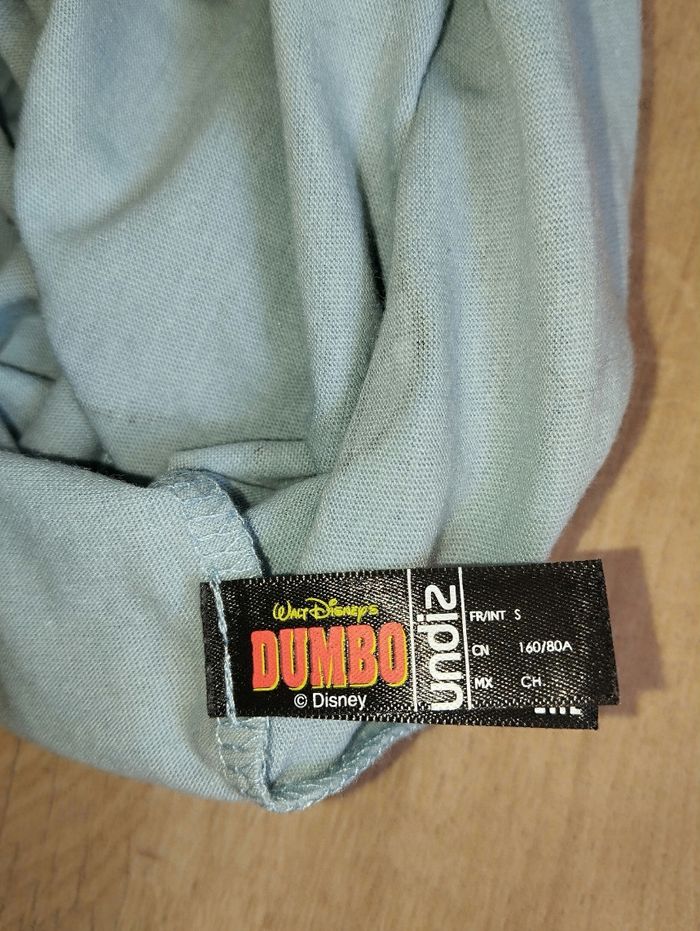 Walt Disney's
DUMBO
© Disney
undiz
FR/INT S
CN 160/80A
MX CH